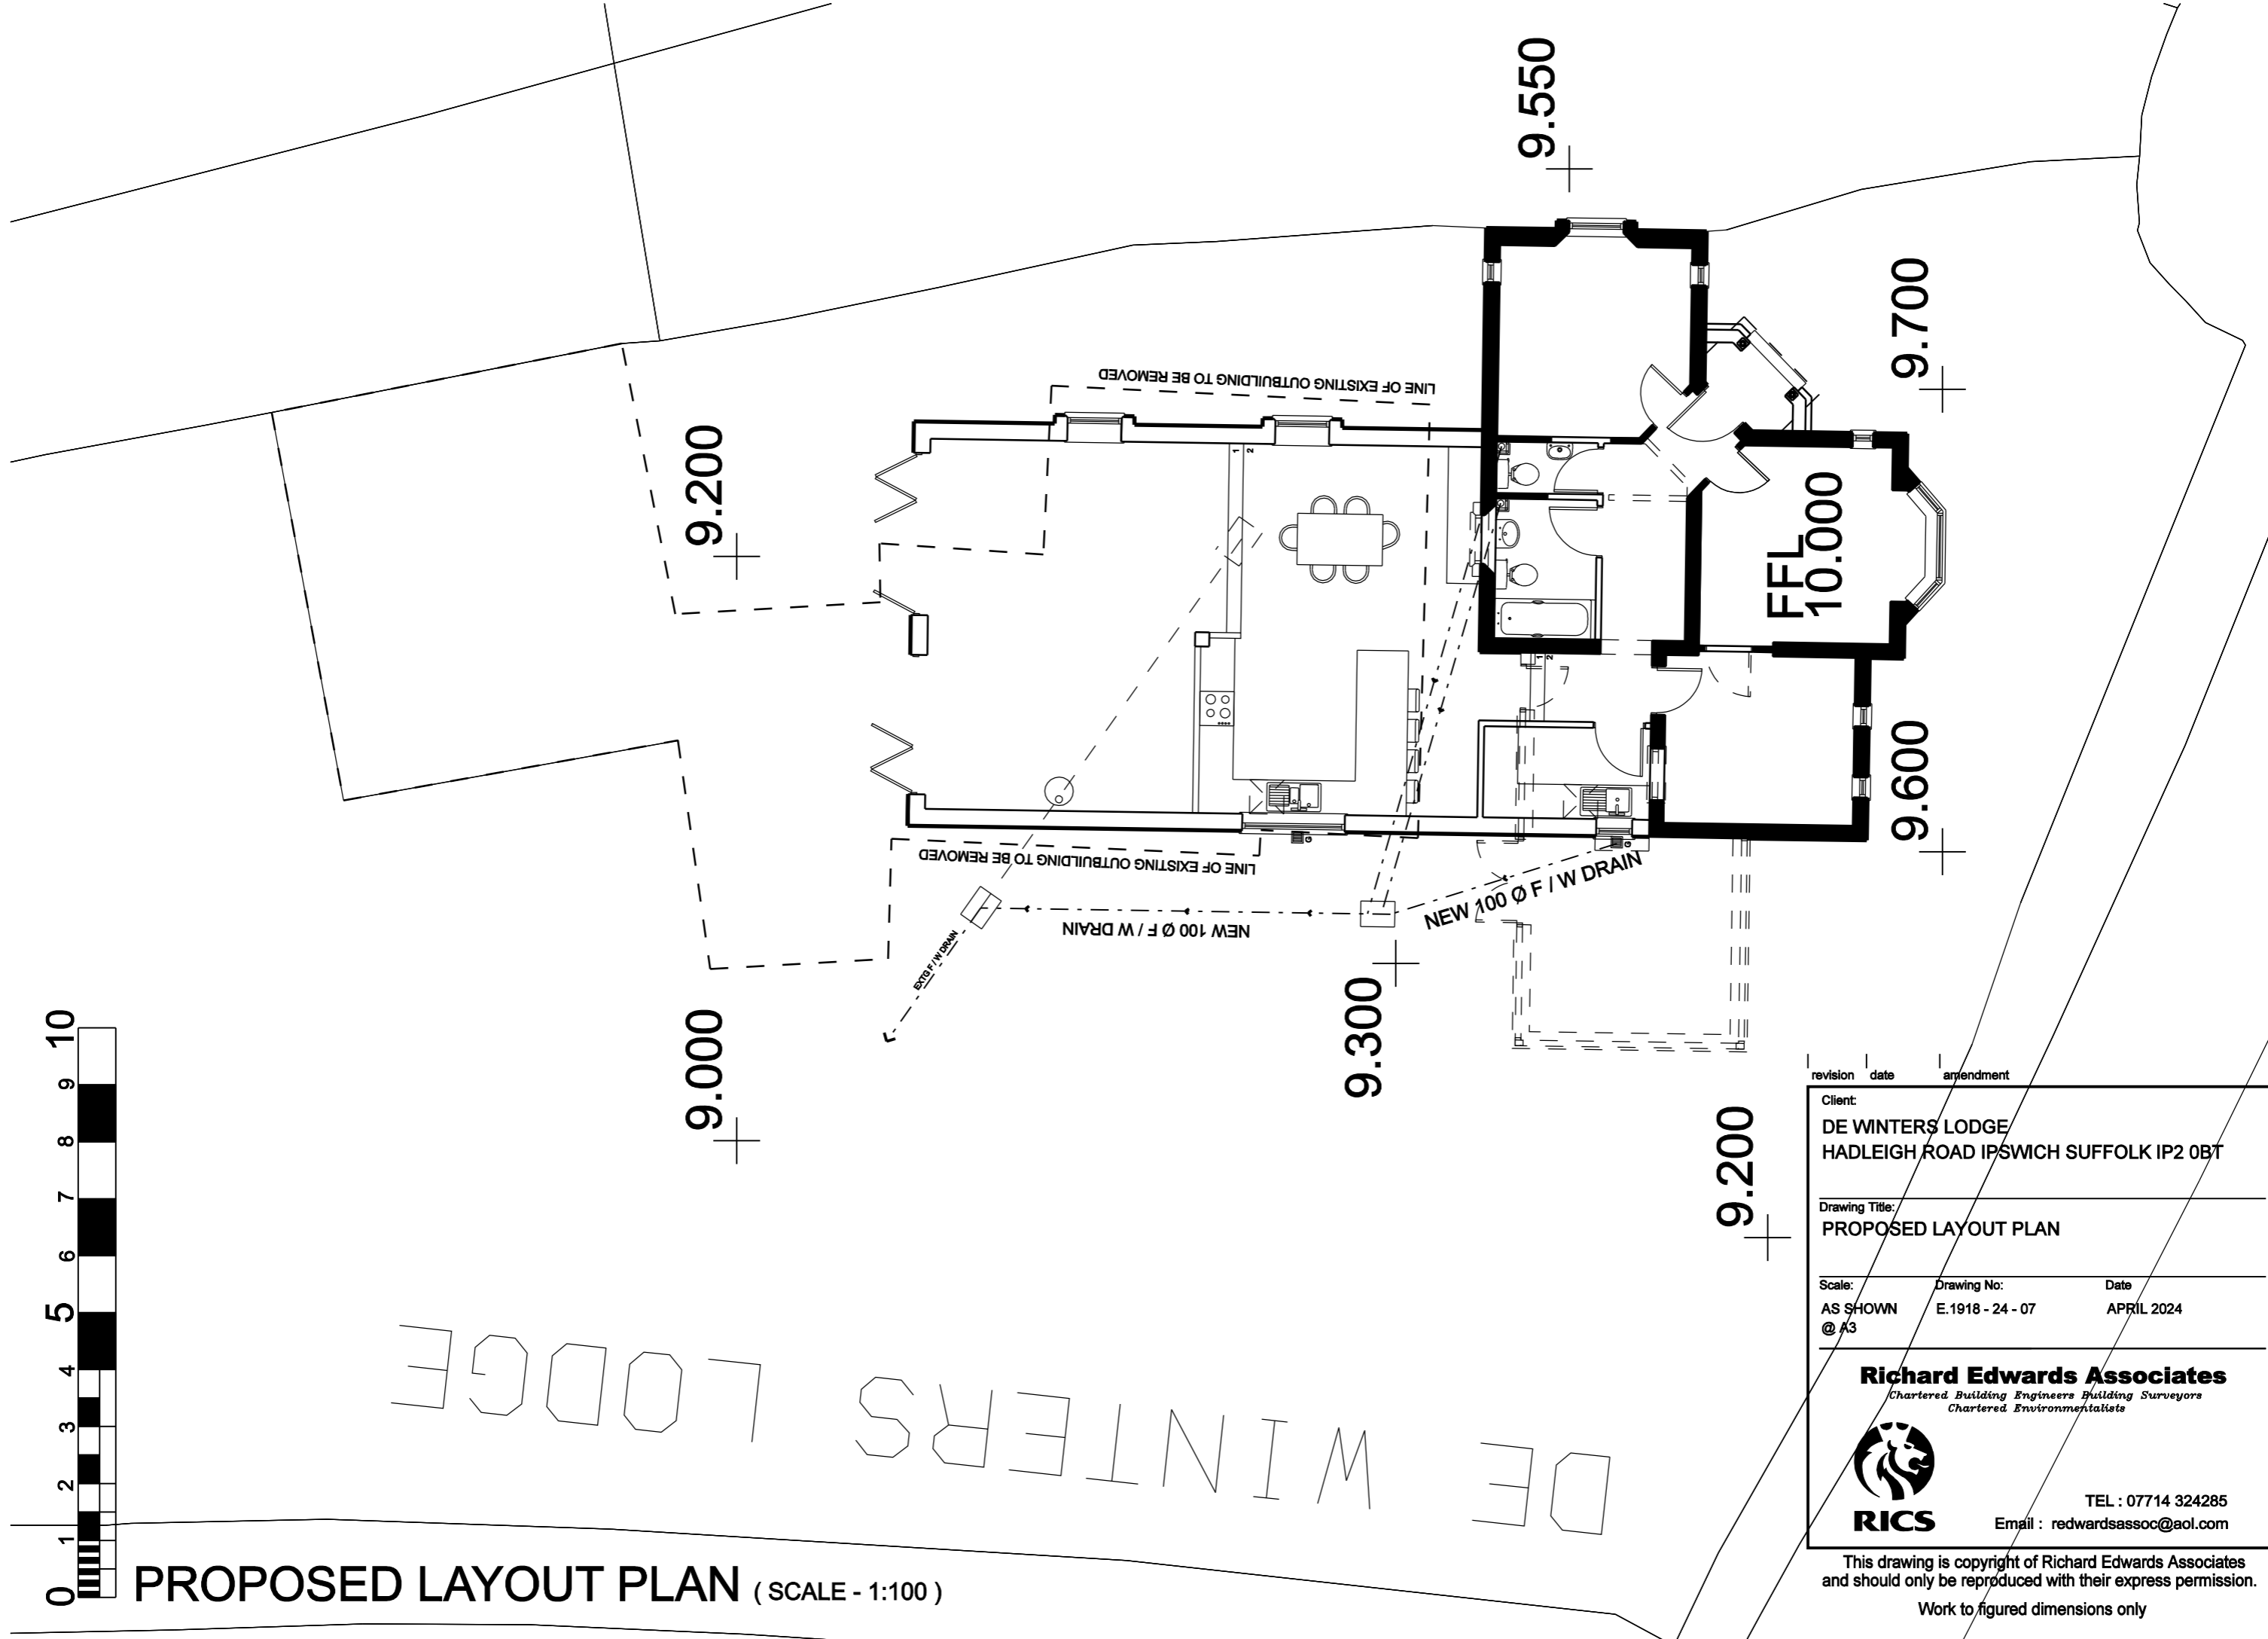 9.550
9.700
LINE OF EXISTING OUTBUILDING TO BE REMOVED
9.200
1
2
FFL
10.000
1
2
9.600
G
G
LINE OF EXISTING OUTBUILDING TO BE REMOVED
NEW 100 Ø F / W DRAIN
NEW 100 Ø F / W DRAIN
EXTG F / W DRAIN
9.000
9.300
9.200
10
9
8
7
6
5
4
3
2
1
0
DE WINTERS LODGE
PROPOSED LAYOUT PLAN ( SCALE - 1:100 )
revision date amendment
Client:
DE WINTERS LODGE
HADLEIGH ROAD IPSWICH SUFFOLK IP2 0BT
Drawing Title:
PROPOSED LAYOUT PLAN
Scale: Drawing No: Date
AS SHOWN E.1918 - 24 - 07 APRIL 2024
@ A3
Richard Edwards Associates
Chartered Building Engineers Building Surveyors
Chartered Environmentalists
RICS
TEL : 07714 324285
Email : redwardsassoc@aol.com
This drawing is copyright of Richard Edwards Associates
and should only be reproduced with their express permission.
Work to figured dimensions only